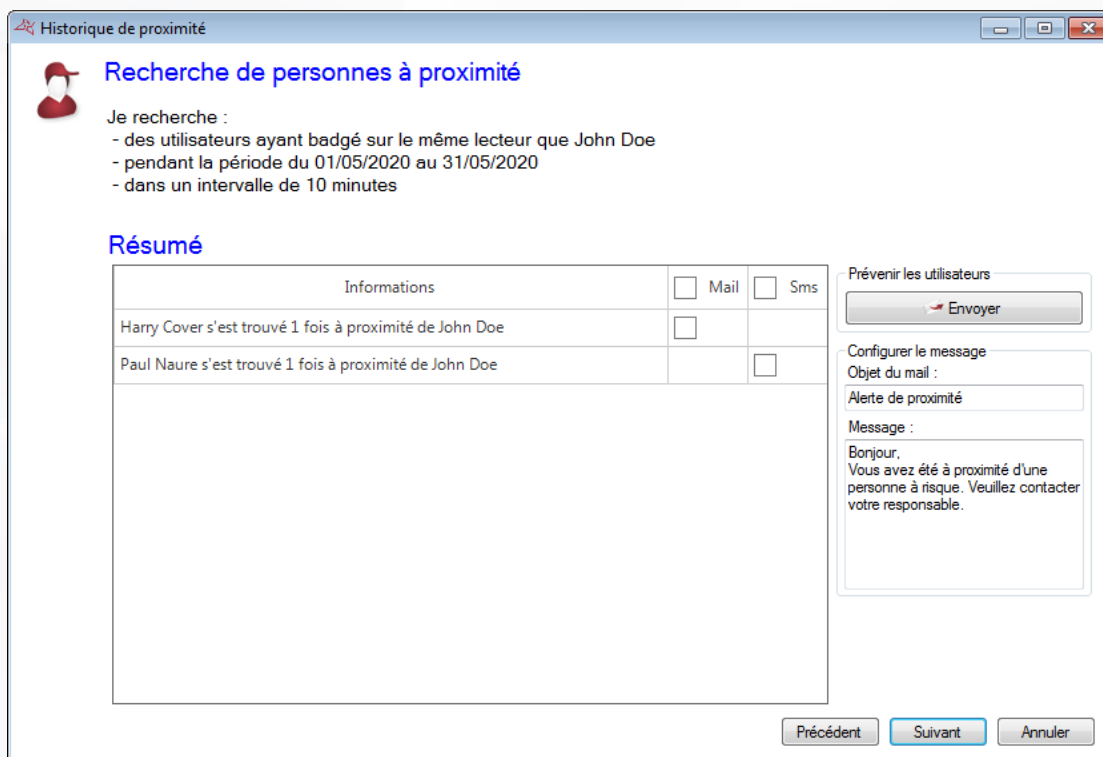 Historique de proximité
Recherche de personnes à proximité
Je recherche :
- des utilisateurs ayant badgé sur le même lecteur que John Doe
- pendant la période du 01/05/2020 au 31/05/2020
- dans un intervalle de 10 minutes
Résumé
Informations Mail Sms
Harry Cover s'est trouvé 1 fois à proximité de John Doe
Paul Naure s'est trouvé 1 fois à proximité de John Doe
Prévenir les utilisateurs
Envoyer
Configurer le message
Objet du mail :
Alerte de proximité
Message :
Bonjour,
Vous avez été à proximité d'une
personne à risque. Veuillez contacter
votre responsable.
Précédent Suivant Annuler